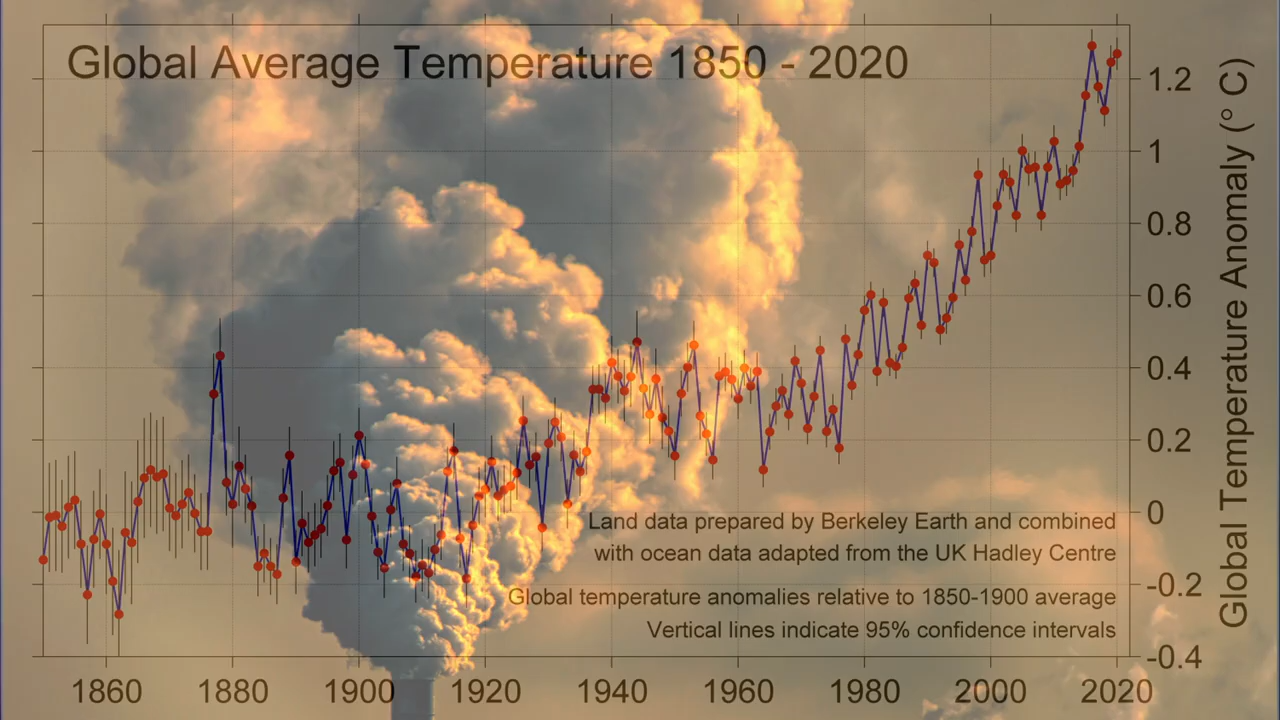 Global Average Temperature 1850 - 2020
1.2
1
0.8
0.6
0.4
0.2
0
-0.2
-0.4
Global Temperature Anomaly (° C)
Land data prepared by Berkeley Earth and combined
with ocean data adapted from the UK Hadley Centre
Global temperature anomalies relative to 1850-1900 average
Vertical lines indicate 95% confidence intervals
1860 1880 1900 1920 1940 1960 1980 2000 2020